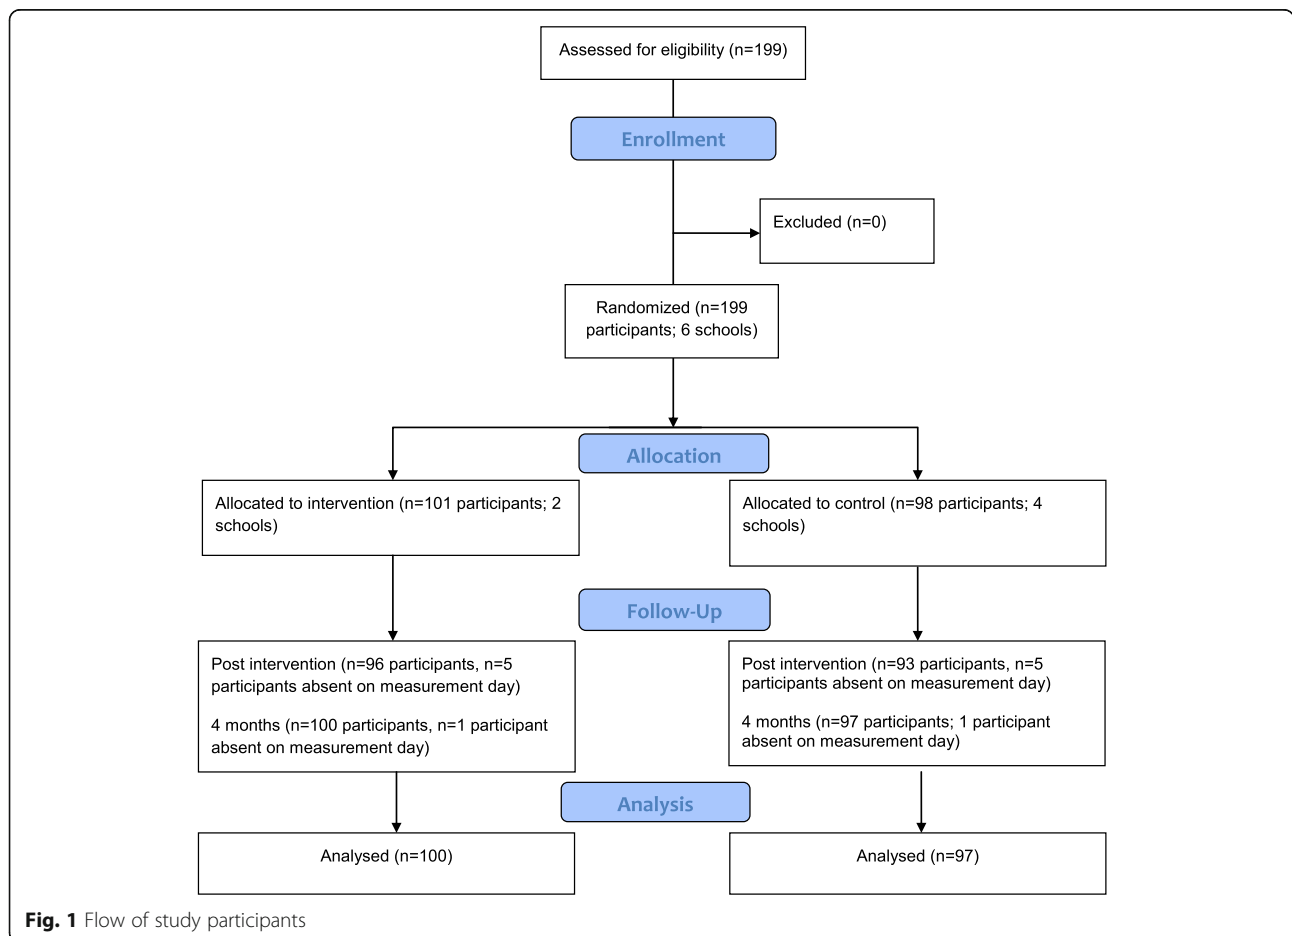 Assessed for eligibility (n=199)
Enrollment
Excluded (n=0)
Randomized (n=199
participants; 6 schools)
Allocation
Allocated to intervention (n=101 participants; 2
schools)
Allocated to control (n=98 participants; 4
schools)
Follow-Up
Post intervention (n=96 participants, n=5
participants absent on measurement day)
4 months (n=100 participants, n=1 participant
absent on measurement day)
Post intervention (n=93 participants, n=5
participants absent on measurement day)
4 months (n=97 participants; 1 participant
absent on measurement day)
Analysis
Analysed (n=100)
Analysed (n=97)
Fig. 1 Flow of study participants